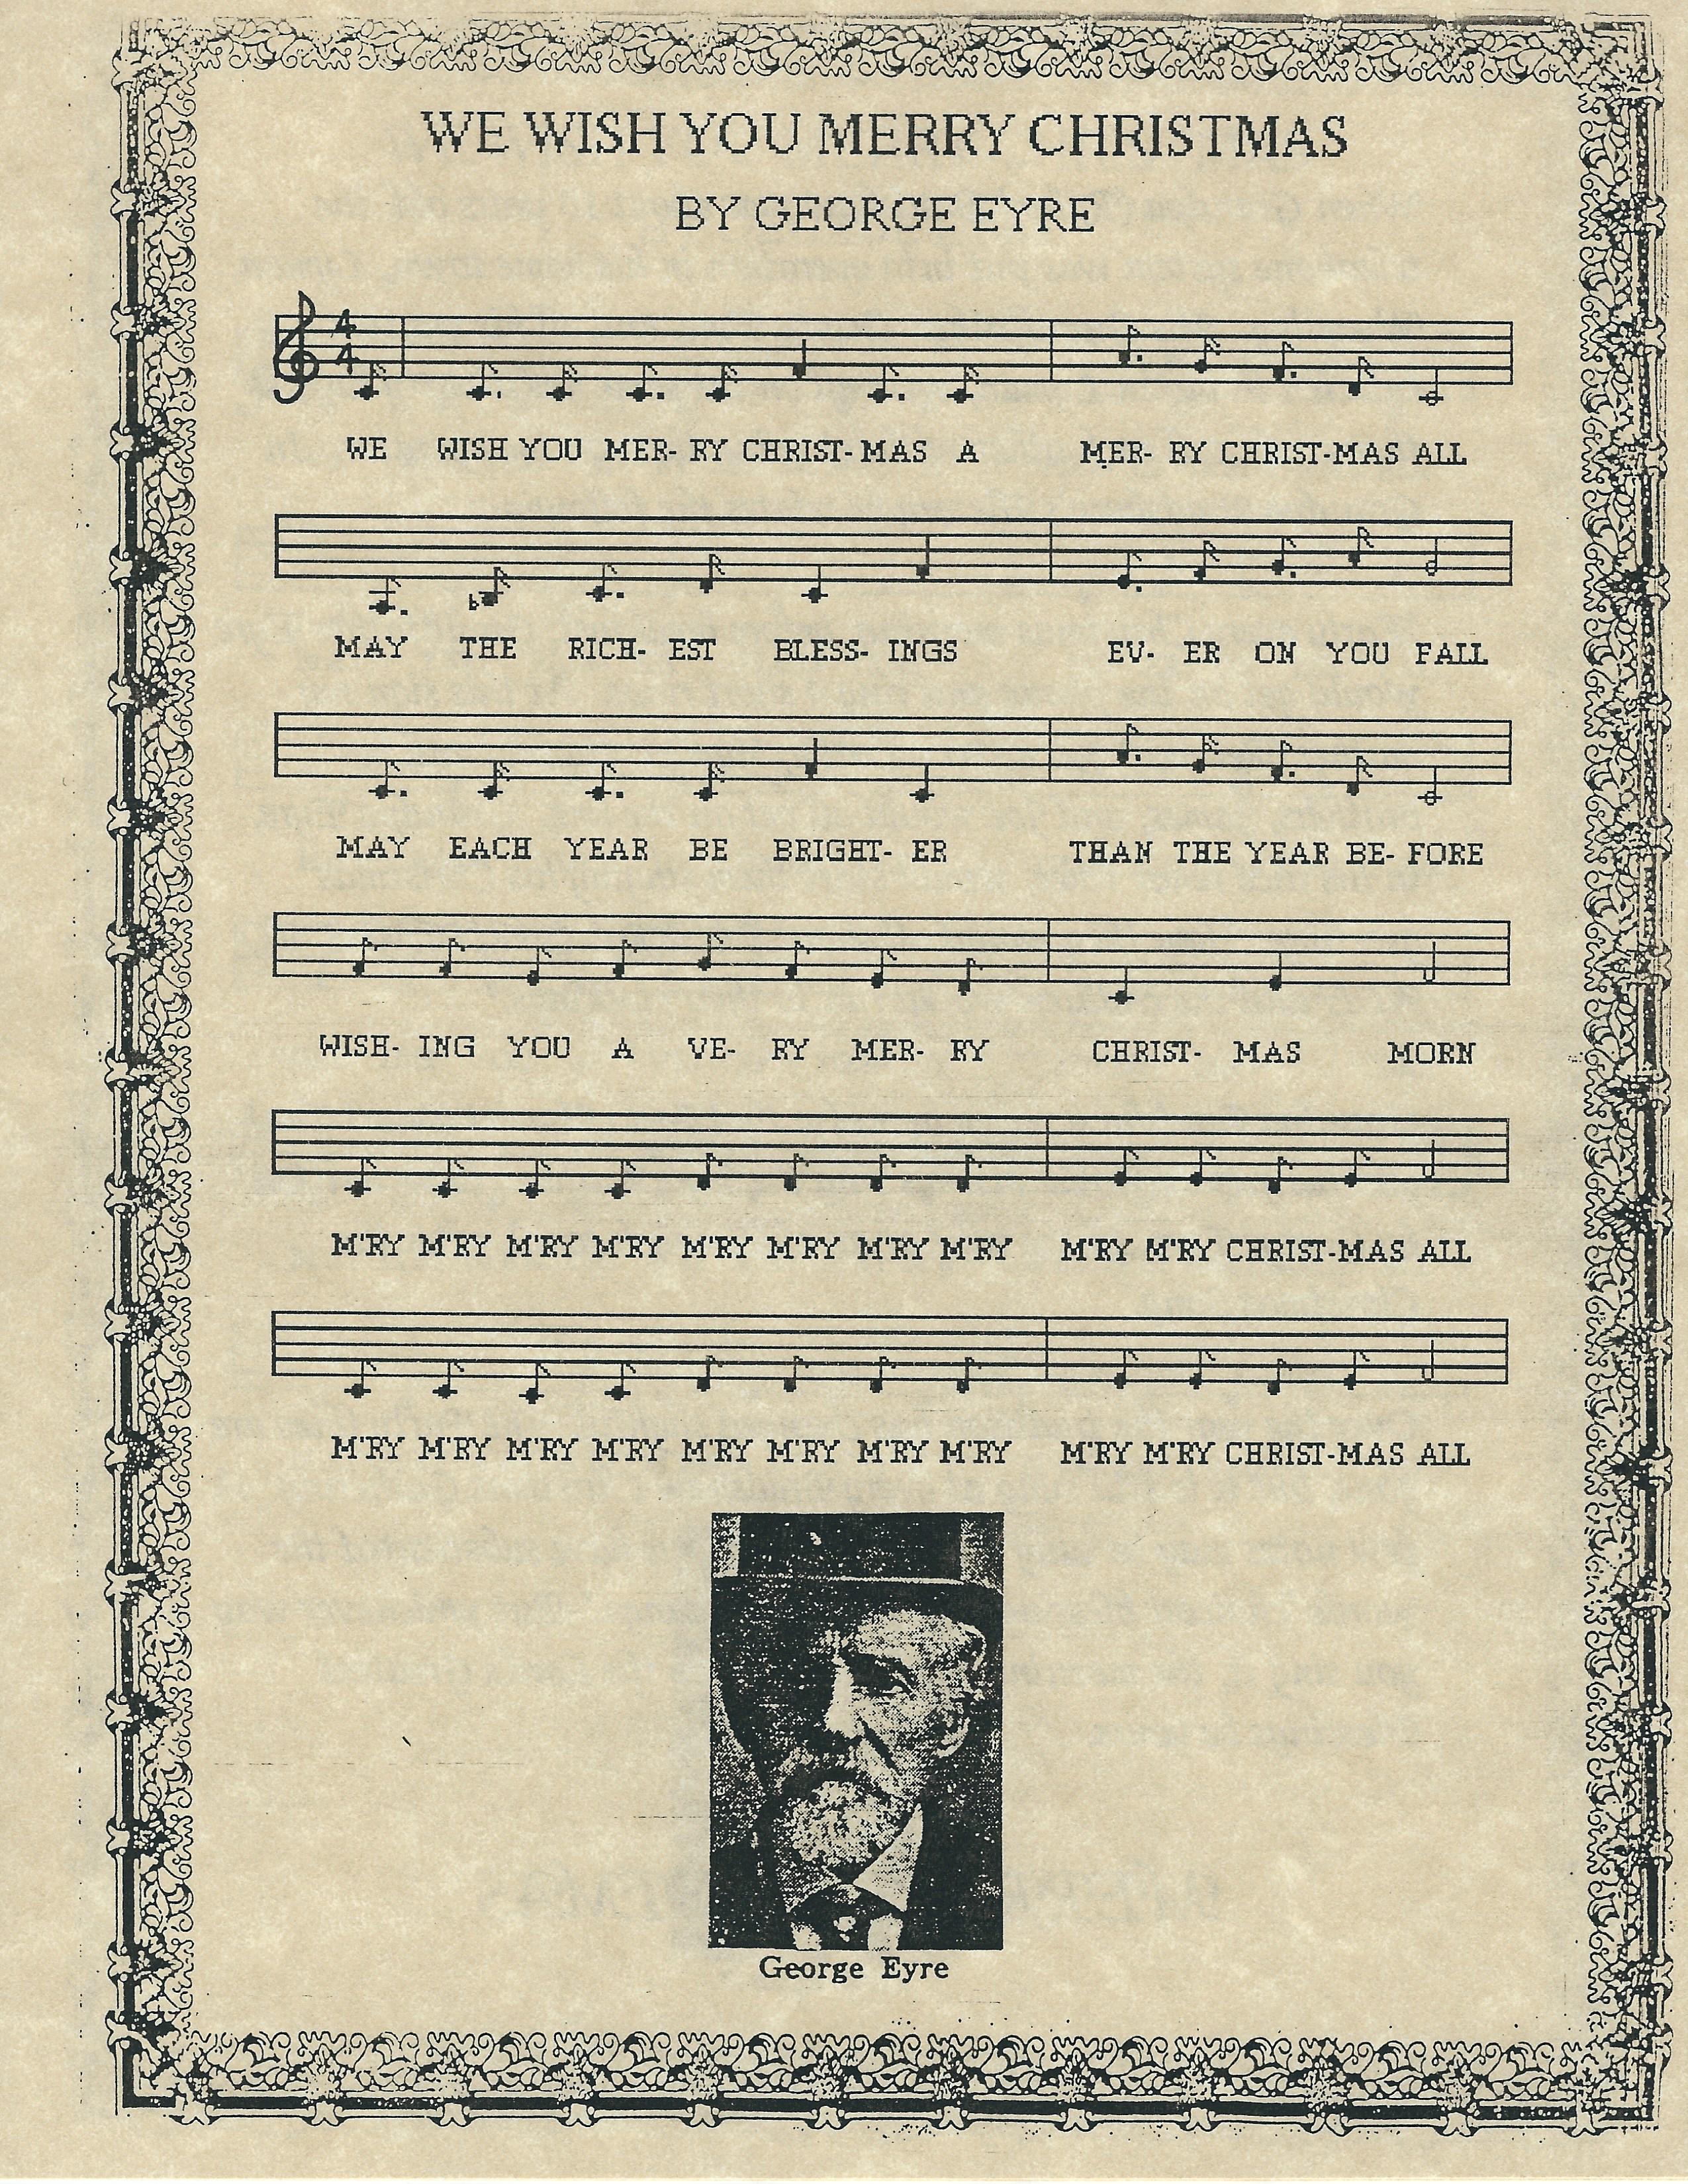 WE WISH YOU MERRY CHRISTMAS
BY GEORGE EYRE
4
4
WE WISH YOU MER- RY CHRIST- MAS A MER- RY CHRIST-MAS ALL
MAY THE RICH- EST BLESS- INGS EV- ER ON YOU FALL
MAY EACH YEAR BE BRIGHT- ER THAN THE YEAR BE- FORE
WISH- ING YOU A VE- RY MER- RY CHRIST- MAS MORN
M'RY M'RY M'RY M'RY M'RY M'RY M'RY M'RY M'RY M'RY CHRIST-MAS ALL
M'RY M'RY M'RY M'RY M'RY M'RY M'RY M'RY M'RY M'RY CHRIST-MAS ALL
George Eyre